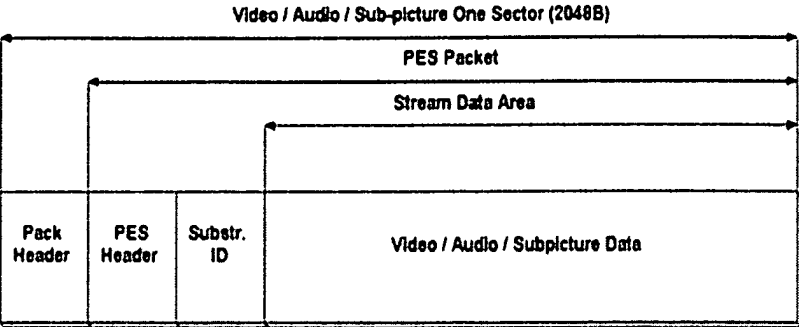 Video / Audio / Sub-picture One Sector (2048B)
PES Packet
Stream Data Area
Pack Header
PES Header
Substr. ID
Video / Audio / Subpicture Data